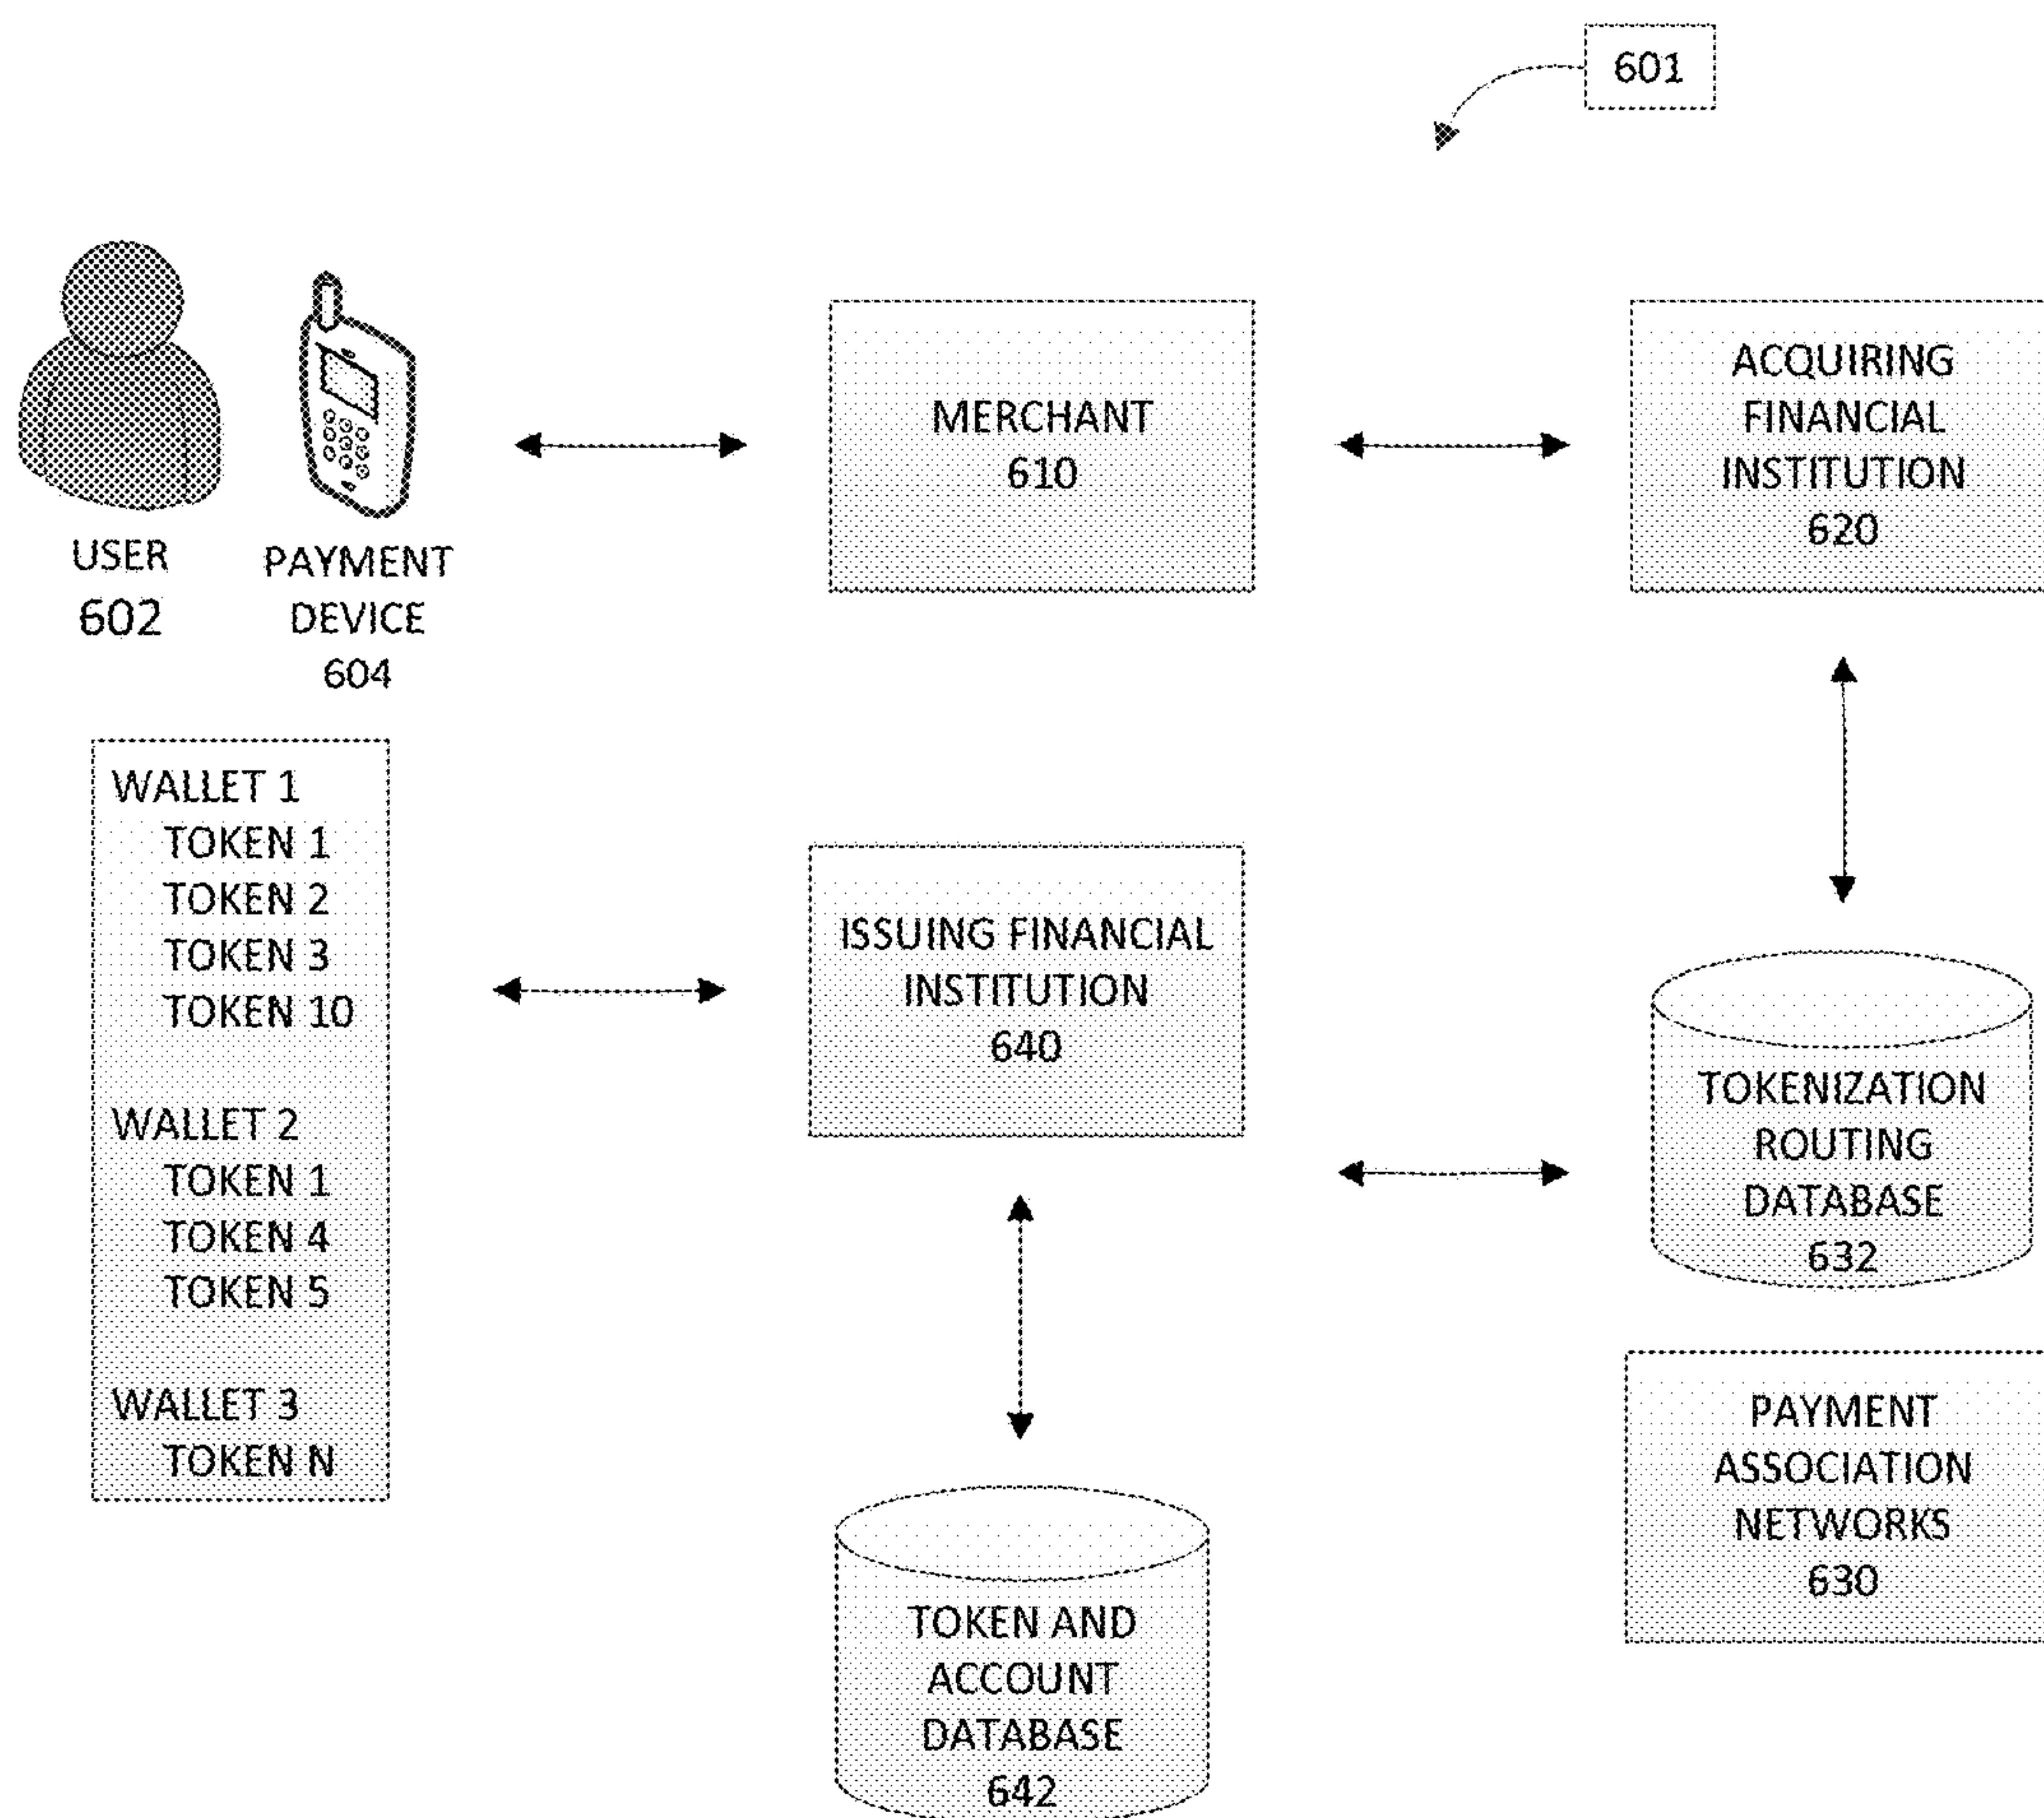 601
USER
602
PAYMENT
DEVICE
604
MERCHANT
610
ACQUIRING
FINANCIAL
INSTITUTION
620
WALLET 1
TOKEN 1
TOKEN 2
TOKEN 3
TOKEN 10
WALLET 2
TOKEN 1
TOKEN 4
TOKEN 5
WALLET 3
TOKEN N
ISSUING FINANCIAL
INSTITUTION
640
TOKENIZATION
ROUTING
DATABASE
632
PAYMENT
ASSOCIATION
NETWORKS
630
TOKEN AND
ACCOUNT
DATABASE
642